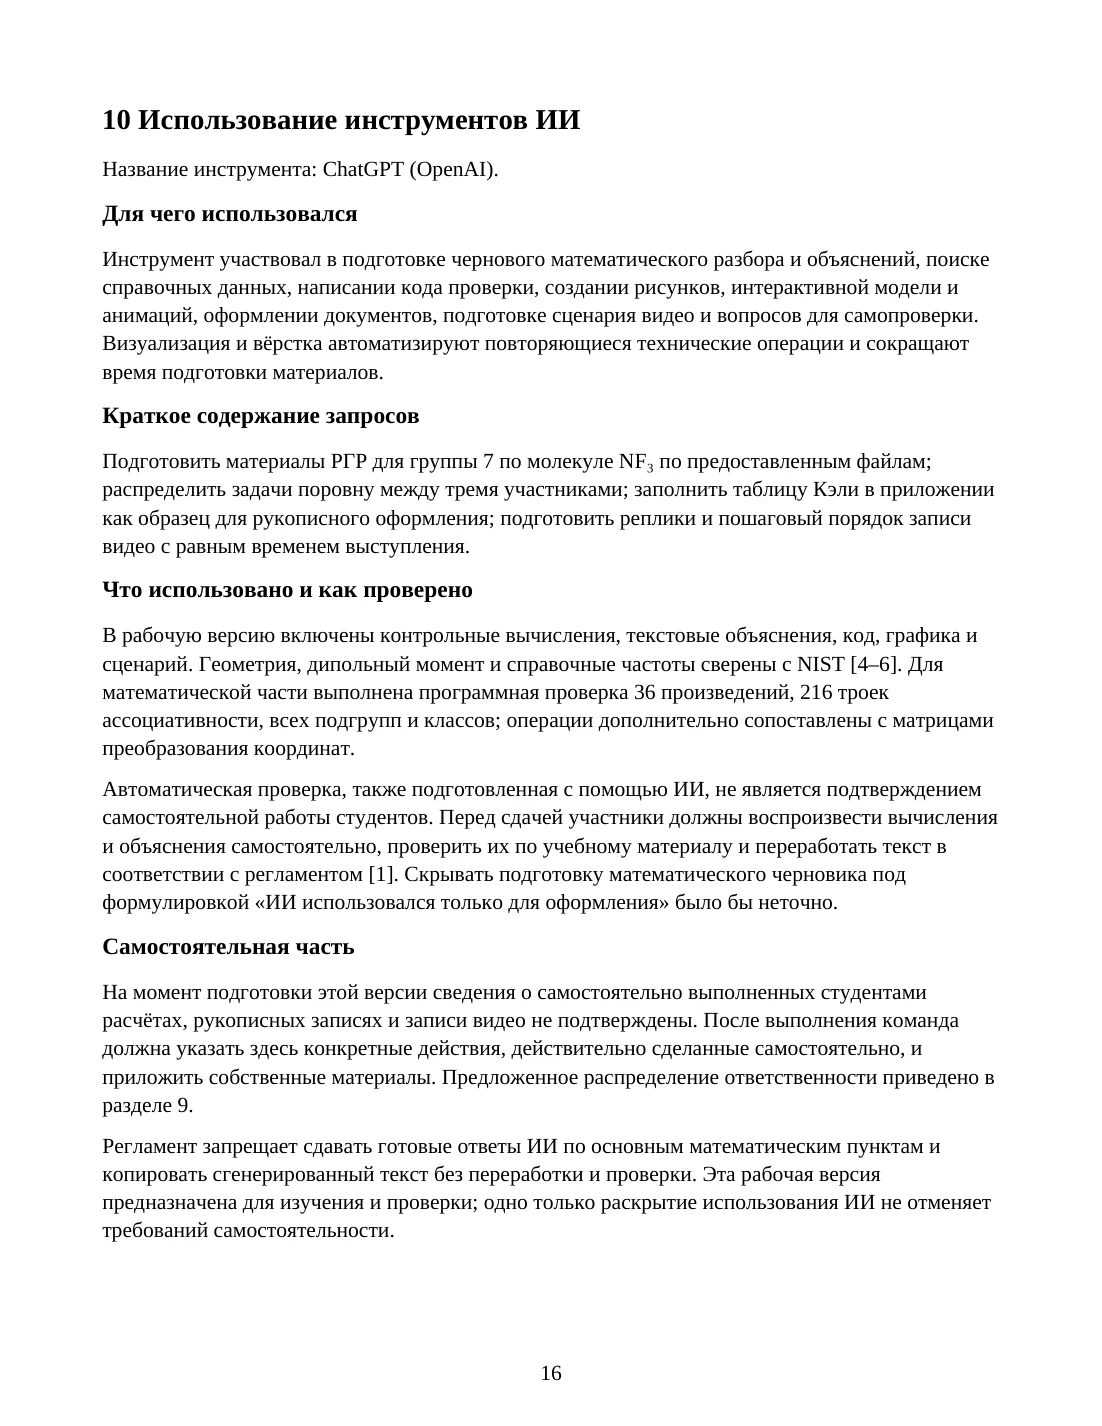 10 Использование инструментов ИИ
Название инструмента: ChatGPT (OpenAI).
Для чего использовался
Инструмент участвовал в подготовке чернового математического разбора и объяснений, поиске
справочных данных, написании кода проверки, создании рисунков, интерактивной модели и
анимаций, оформлении документов, подготовке сценария видео и вопросов для самопроверки.
Визуализация и вёрстка автоматизируют повторяющиеся технические операции и сокращают
время подготовки материалов.
Краткое содержание запросов
Подготовить материалы РГР для группы 7 по молекуле NF₃ по предоставленным файлам;
распределить задачи поровну между тремя участниками; заполнить таблицу Кэли в приложении
как образец для рукописного оформления; подготовить реплики и пошаговый порядок записи
видео с равным временем выступления.
Что использовано и как проверено
В рабочую версию включены контрольные вычисления, текстовые объяснения, код, графика и
сценарий. Геометрия, дипольный момент и справочные частоты сверены с NIST [4–6]. Для
математической части выполнена программная проверка 36 произведений, 216 троек
ассоциативности, всех подгрупп и классов; операции дополнительно сопоставлены с матрицами
преобразования координат.
Автоматическая проверка, также подготовленная с помощью ИИ, не является подтверждением
самостоятельной работы студентов. Перед сдачей участники должны воспроизвести вычисления
и объяснения самостоятельно, проверить их по учебному материалу и переработать текст в
соответствии с регламентом [1]. Скрывать подготовку математического черновика под
формулировкой «ИИ использовался только для оформления» было бы неточно.
Самостоятельная часть
На момент подготовки этой версии сведения о самостоятельно выполненных студентами
расчётах, рукописных записях и записи видео не подтверждены. После выполнения команда
должна указать здесь конкретные действия, действительно сделанные самостоятельно, и
приложить собственные материалы. Предложенное распределение ответственности приведено в
разделе 9.
Регламент запрещает сдавать готовые ответы ИИ по основным математическим пунктам и
копировать сгенерированный текст без переработки и проверки. Эта рабочая версия
предназначена для изучения и проверки; одно только раскрытие использования ИИ не отменяет
требований самостоятельности.
16